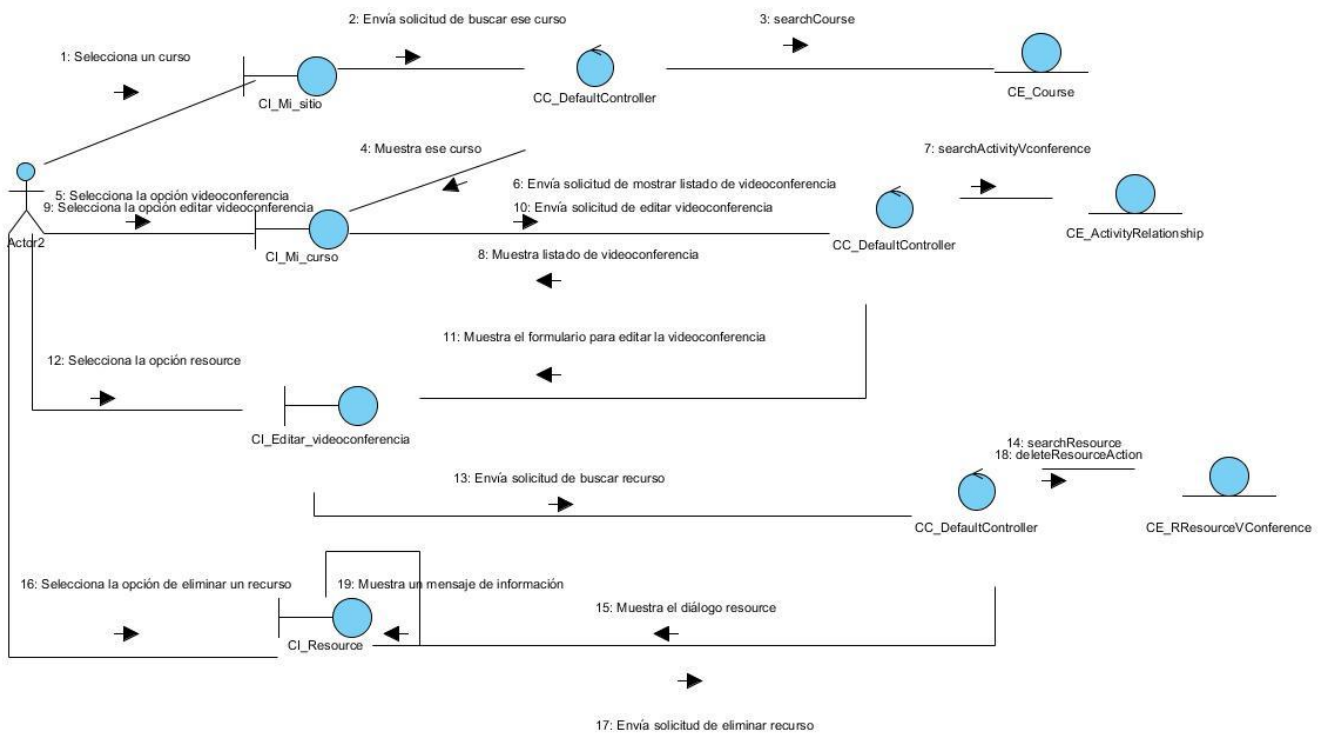 2: Envía solicitud de buscar ese curso
3: searchCourse
1: Selecciona un curso
CI_Mi_sitio
CC_DefaultController
CE_Course
4: Muestra ese curso
7: searchActivityVconference
5: Selecciona la opción videoconferencia
9: Selecciona la opción editar videoconferencia
6: Envía solicitud de mostrar listado de videoconferencia
10: Envía solicitud de editar videoconferencia
Actor2
CI_Mi_curso
CC_DefaultController
CE_ActivityRelationship
8: Muestra listado de videoconferencia
11: Muestra el formulario para editar la videoconferencia
12: Selecciona la opción resource
CI_Editar_videoconferencia
14: searchResource
18: deleteResourceAction
13: Envía solicitud de buscar recurso
CC_DefaultController
CE_RResourceVConference
16: Selecciona la opción de eliminar un recurso
19: Muestra un mensaje de información
15: Muestra el diálogo resource
CI_Resource
17: Envía solicitud de eliminar recurso